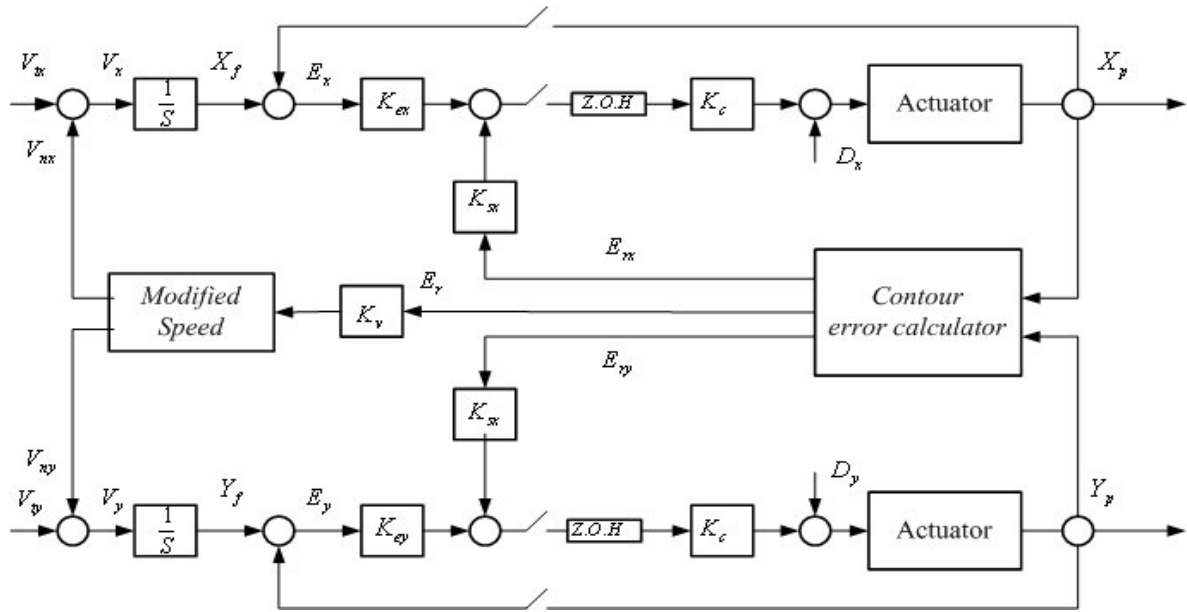 V_tx
V_x
X_f
E_x
X_p
1
S
K_ex
Z.O.H
K_c
Actuator
V_nx
D_x
K_sx
E_rx
Modified
Speed
E_r
K_v
Contour
error calculator
E_ry
K_sx
V_ny
V_ty
V_y
Y_f
E_y
D_y
Y_p
1
S
K_ey
Z.O.H
K_c
Actuator